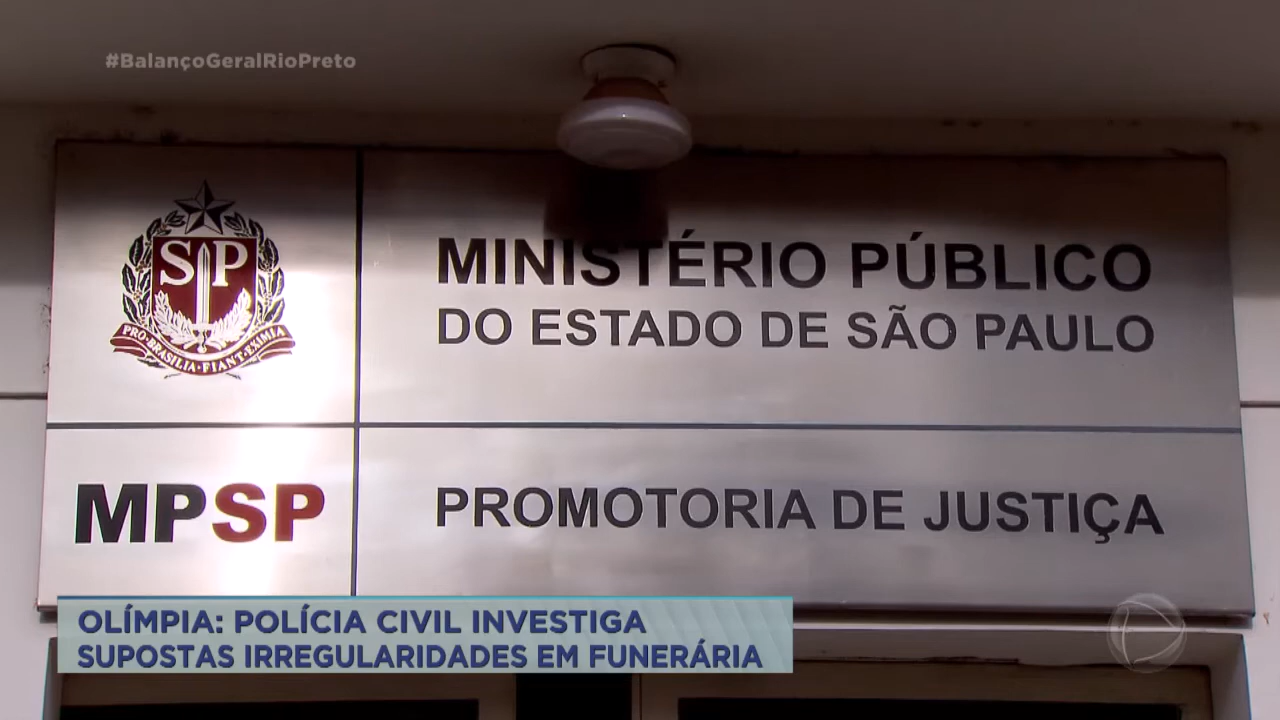 #BalançoGeralRioPreto
SP
PRO·BRASILIA·FIANT·EXIMIA
MINISTÉRIO PÚBLICO
DO ESTADO DE SÃO PAULO
MPSP
PROMOTORIA DE JUSTIÇA
OLÍMPIA: POLÍCIA CIVIL INVESTIGA
SUPOSTAS IRREGULARIDADES EM FUNERÁRIA